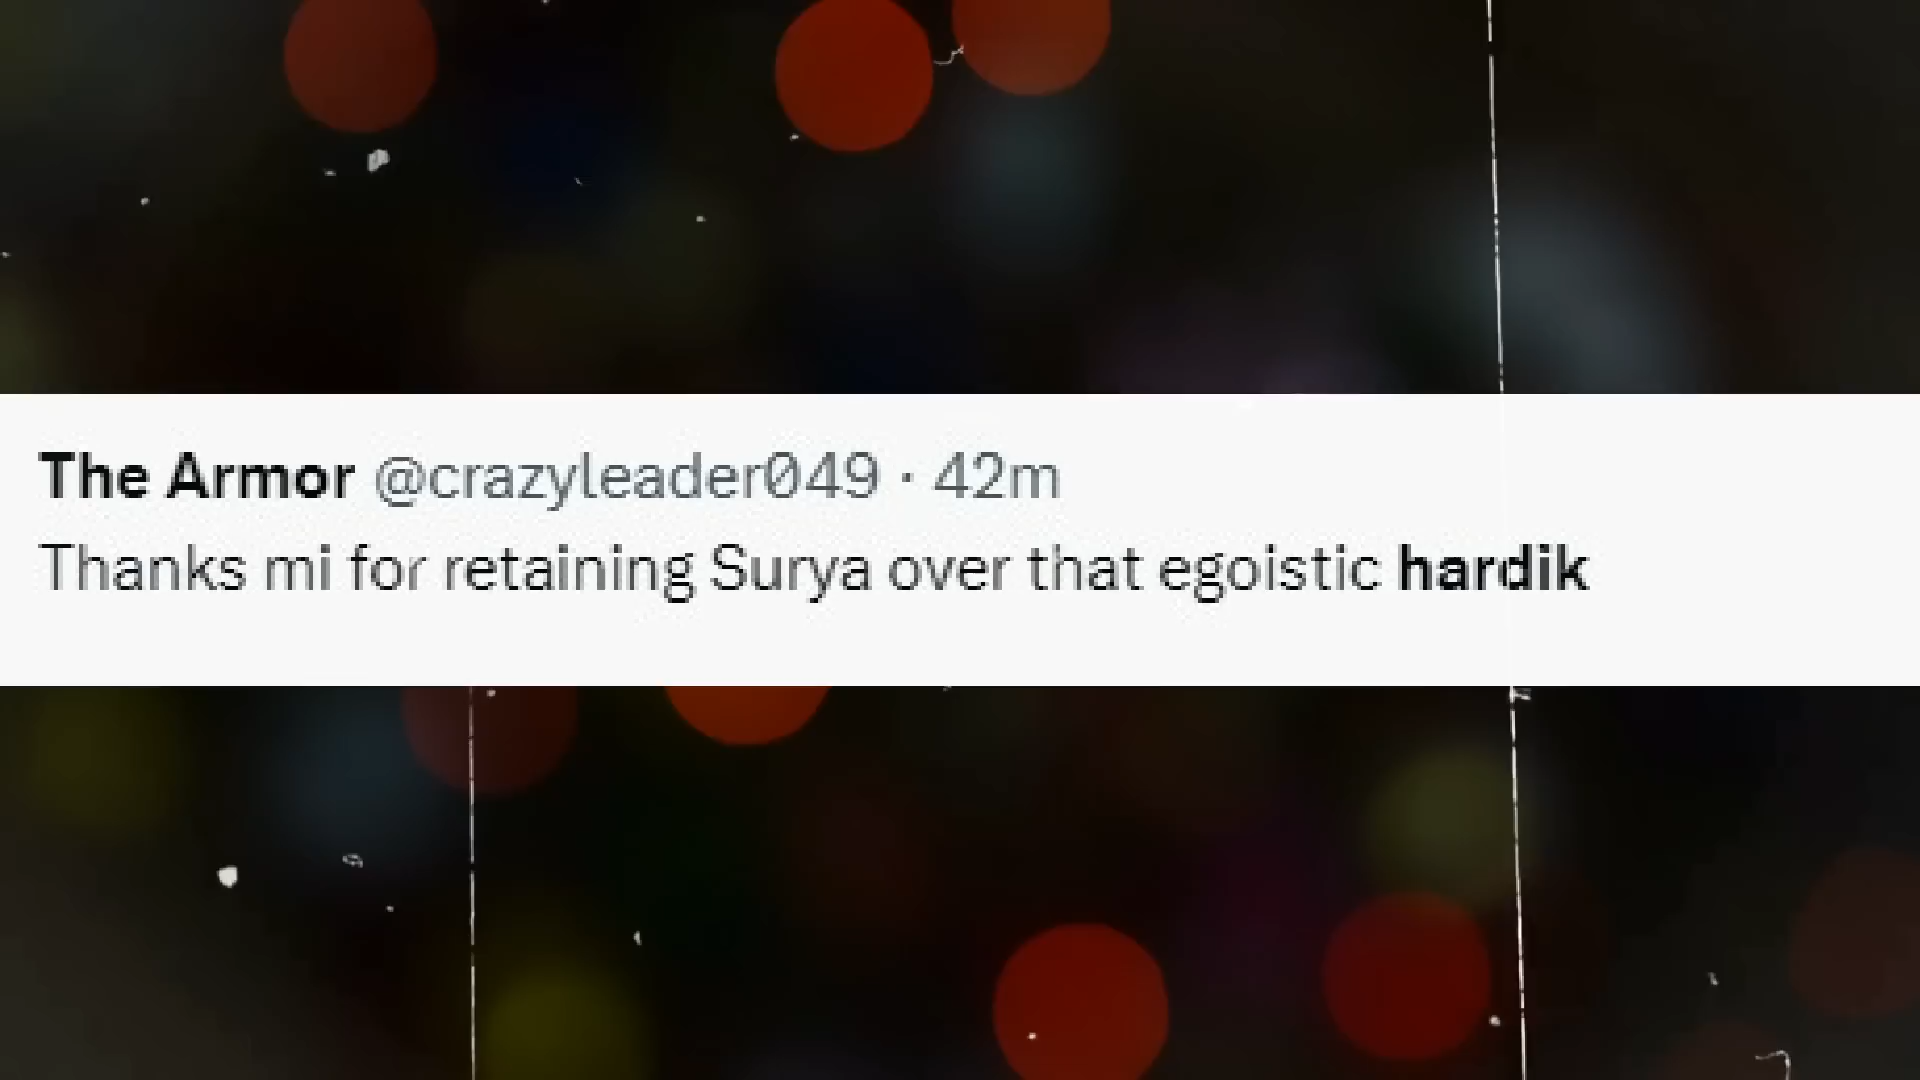 The Armor @crazyleader049 · 42m
Thanks mi for retaining Surya over that egoistic hardik